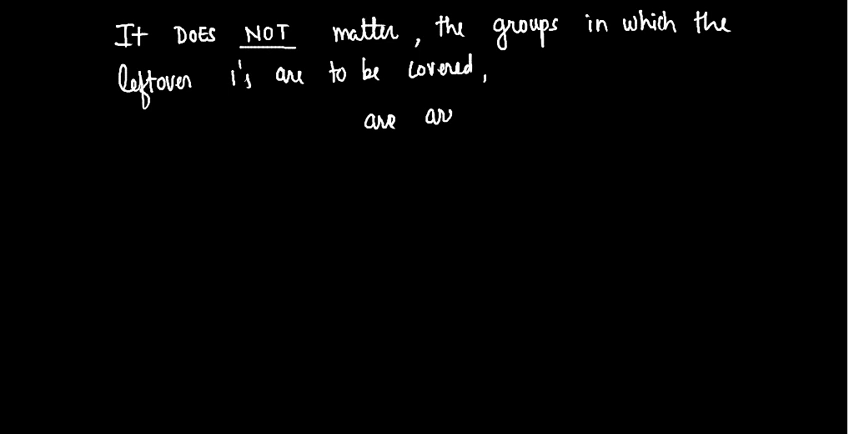 It DOES NOT matter, the groups in which the
leftover 1's are to be covered,
are ar